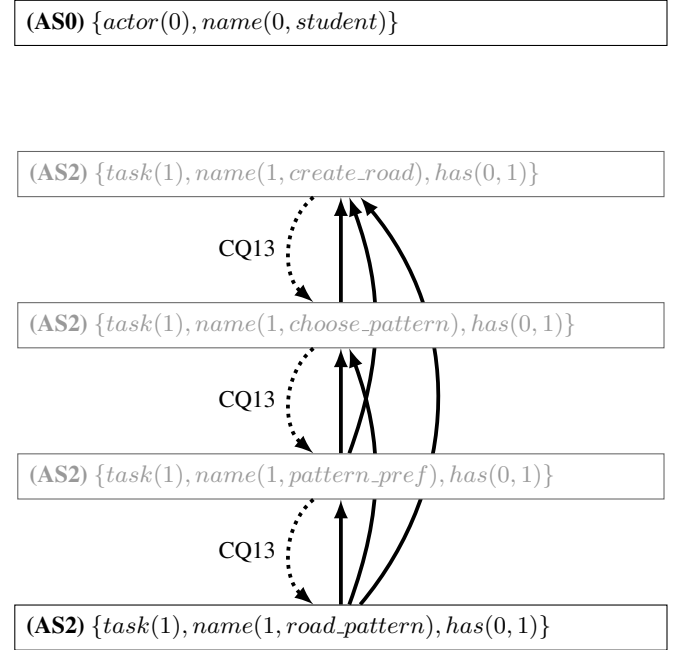 (AS0) {actor(0), name(0, student)}
(AS2) {task(1), name(1, create_road), has(0, 1)}
CQ13
(AS2) {task(1), name(1, choose_pattern), has(0, 1)}
CQ13
(AS2) {task(1), name(1, pattern_pref), has(0, 1)}
CQ13
(AS2) {task(1), name(1, road_pattern), has(0, 1)}